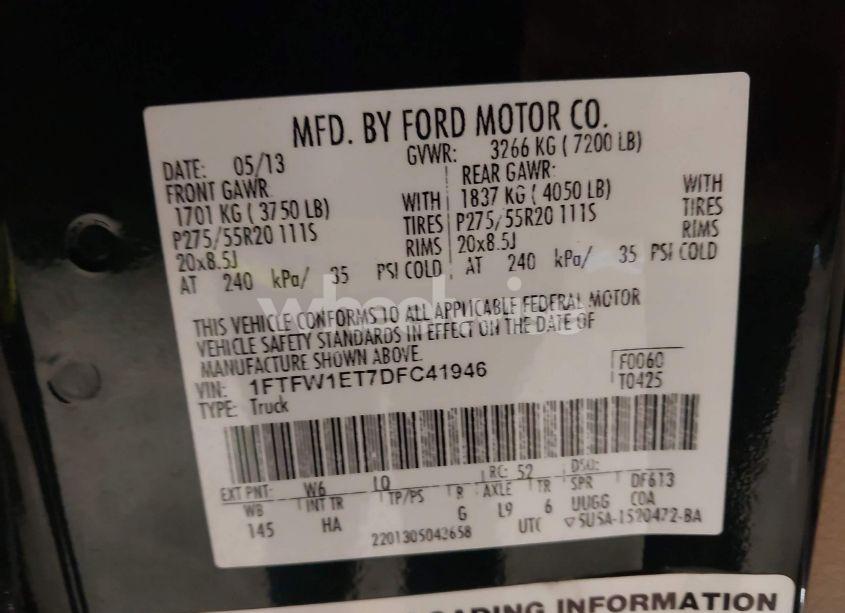 MFD. BY FORD MOTOR CO.
DATE: 05/13 GVWR: 3266 KG ( 7200 LB)
FRONT GAWR REAR GAWR:
1701 KG ( 3750 LB) WITH 1837 KG ( 4050 LB) WITH
P275/55R20 111S TIRES P275/55R20 111S TIRES
20x8.5J RIMS 20x8.5J RIMS
AT 240 kPa/ 35 PSI COLD AT 240 kPa/ 35 PSI COLD
THIS VEHICLE CONFORMS TO ALL APPLICABLE FEDERAL MOTOR
VEHICLE SAFETY STANDARDS IN EFFECT ON THE DATE OF
MANUFACTURE SHOWN ABOVE.
VIN: 1FTFW1ET7DFC41946 F0060
TYPE: Truck T0425
EXT PNT: W6 RC: 52 DSO:
WB INT TR TP/PS R AXLE TR SPR DF613
145 HA G L9 6 UUGG COA
2201305042658 UTC ▽5U5A-1520472-BA
LOADING INFORMATION